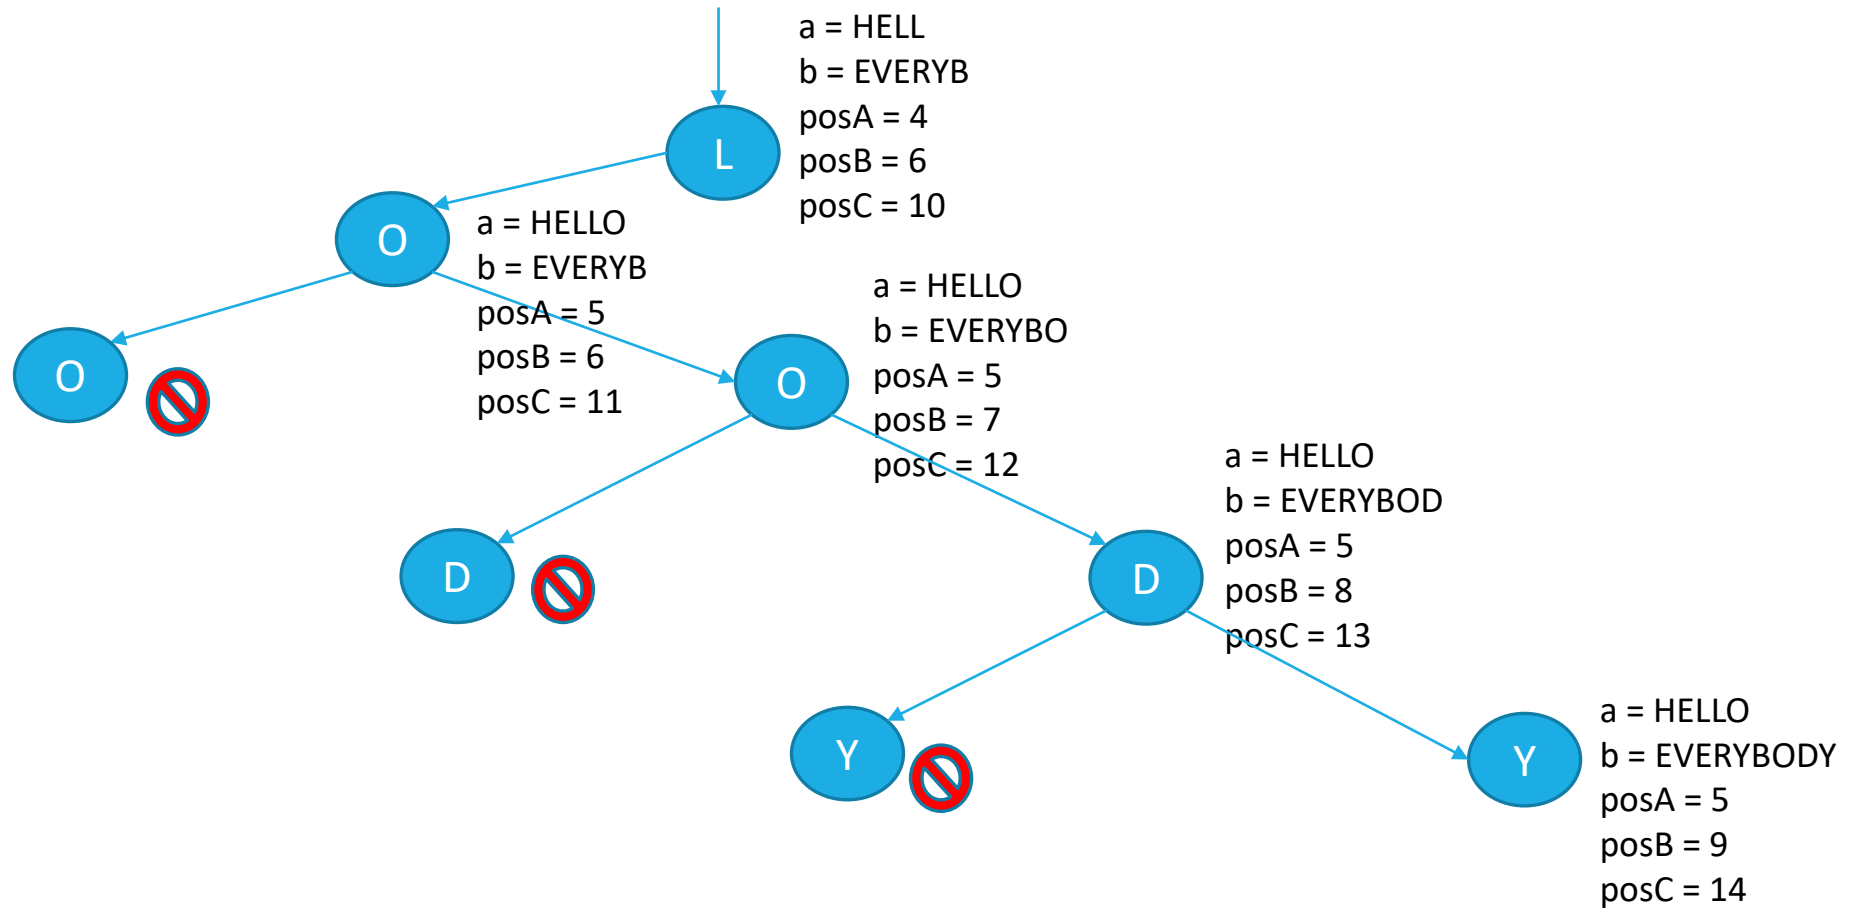 a = HELL
b = EVERYB
posA = 4
posB = 6
posC = 10
L
O
a = HELLO
b = EVERYB
posA = 5
posB = 6
posC = 11
O
O
a = HELLO
b = EVERYBO
posA = 5
posB = 7
posC = 12
D
D
a = HELLO
b = EVERYBOD
posA = 5
posB = 8
posC = 13
Y
Y
a = HELLO
b = EVERYBODY
posA = 5
posB = 9
posC = 14